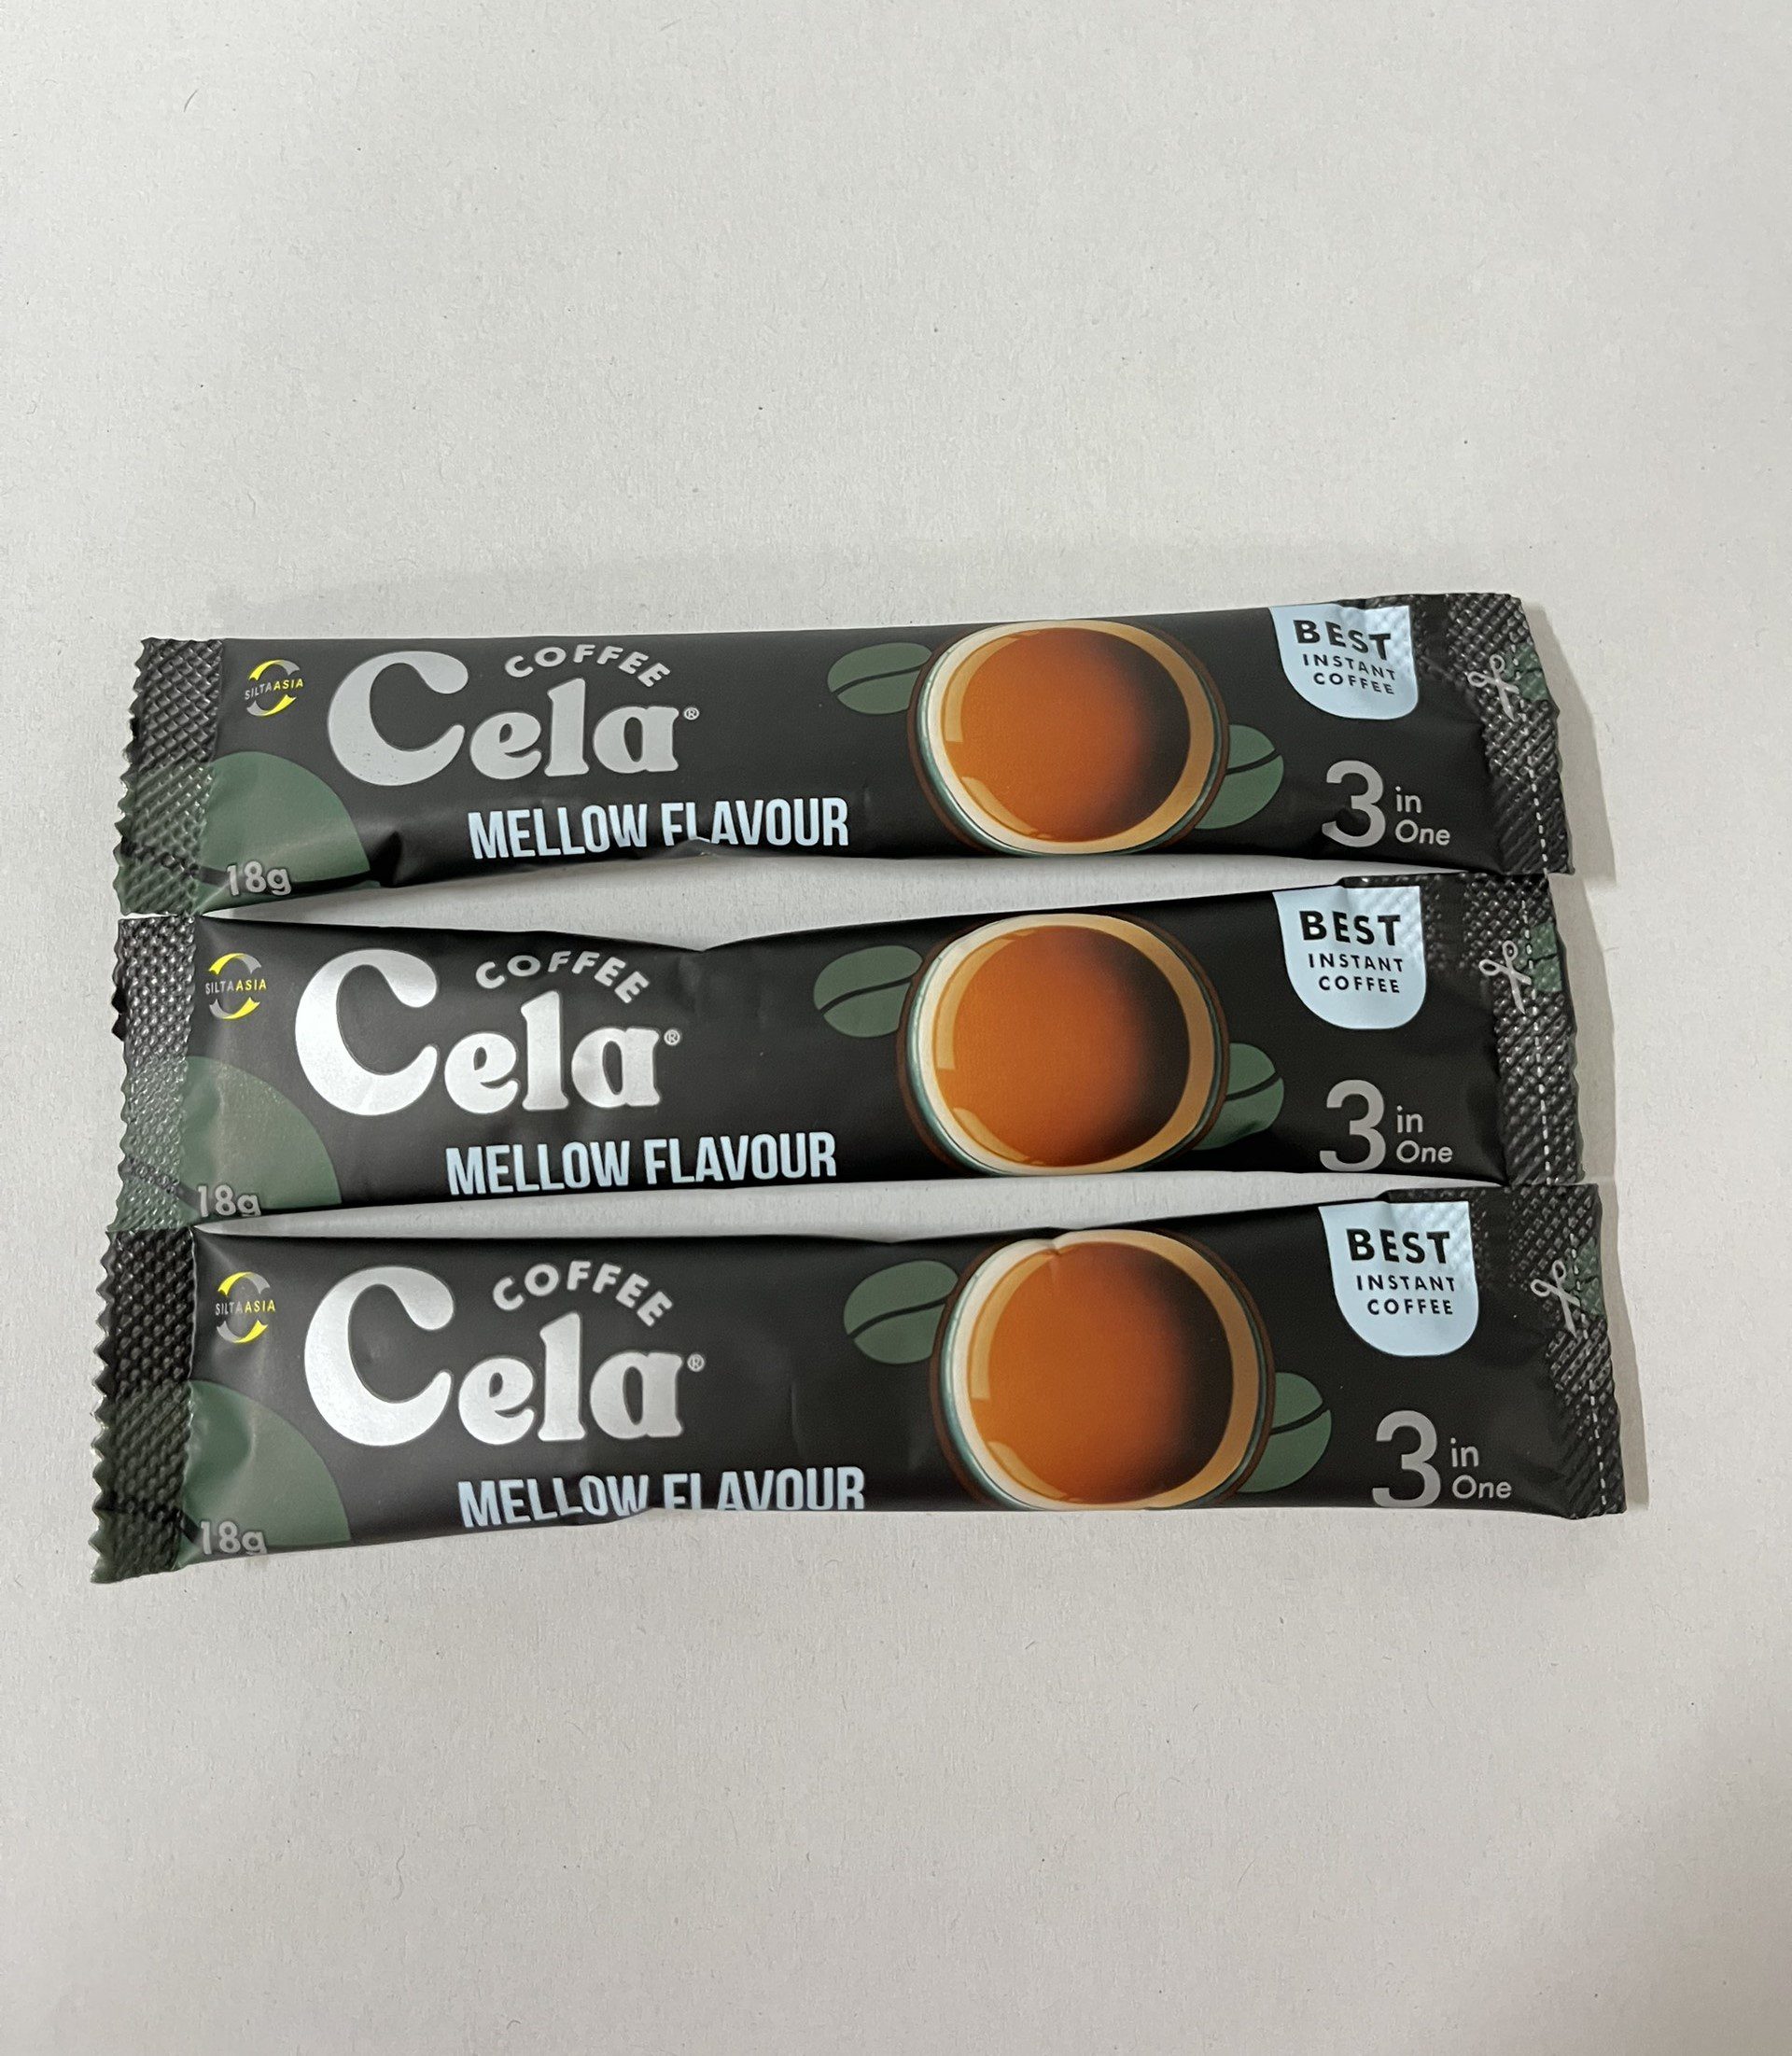 SILTAASIA
COFFEE
Cela®
MELLOW FLAVOUR
18g
BEST
INSTANT
COFFEE
3 in
One
SILTAASIA
COFFEE
Cela®
MELLOW FLAVOUR
18g
BEST
INSTANT
COFFEE
3 in
One
SILTAASIA
COFFEE
Cela®
MELLOW FLAVOUR
18g
BEST
INSTANT
COFFEE
3 in
One